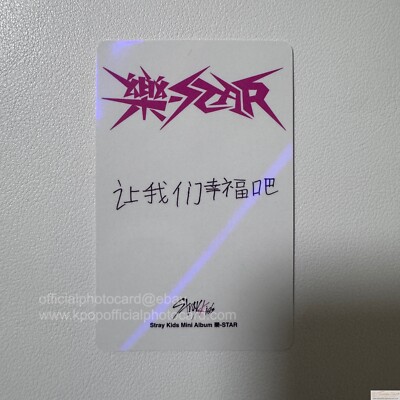 樂-STAR
让我们幸福吧
officialphotocard@eba
www.kpopofficialphotocard.com
Stray Kids
Stray Kids Mini Album 樂-STAR